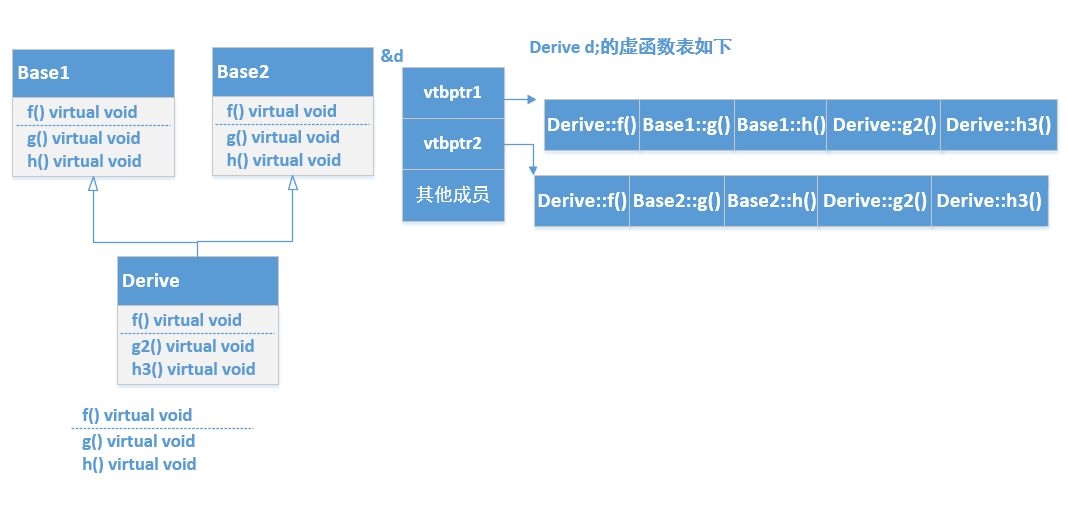 Base1
f() virtual void
g() virtual void
h() virtual void
Base2
f() virtual void
g() virtual void
h() virtual void
Derive
f() virtual void
g2() virtual void
h3() virtual void
f() virtual void
g() virtual void
h() virtual void
&d
vtbptr1
vtbptr2
其他成员
Derive d;的虚函数表如下
Derive::f() Base1::g() Base1::h() Derive::g2() Derive::h3()
Derive::f() Base2::g() Base2::h() Derive::g2() Derive::h3()